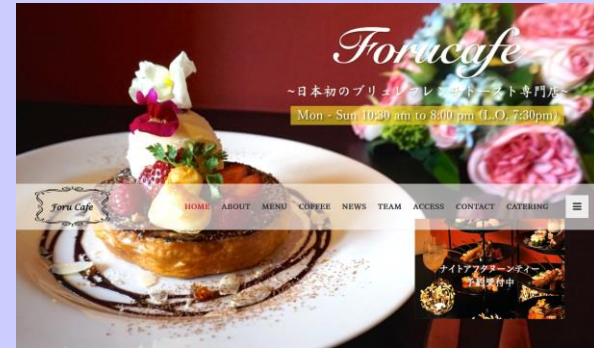 Forucafe
~日本初のブリュレフレンチトースト専門店~
Mon - Sun 10:30 am to 8:00 pm (L.O. 7:30pm)
Foru Cafe
HOME ABOUT MENU COFFEE NEWS TEAM ACCESS CONTACT CATERING
ナイトアフタヌーンティー
予約受付中